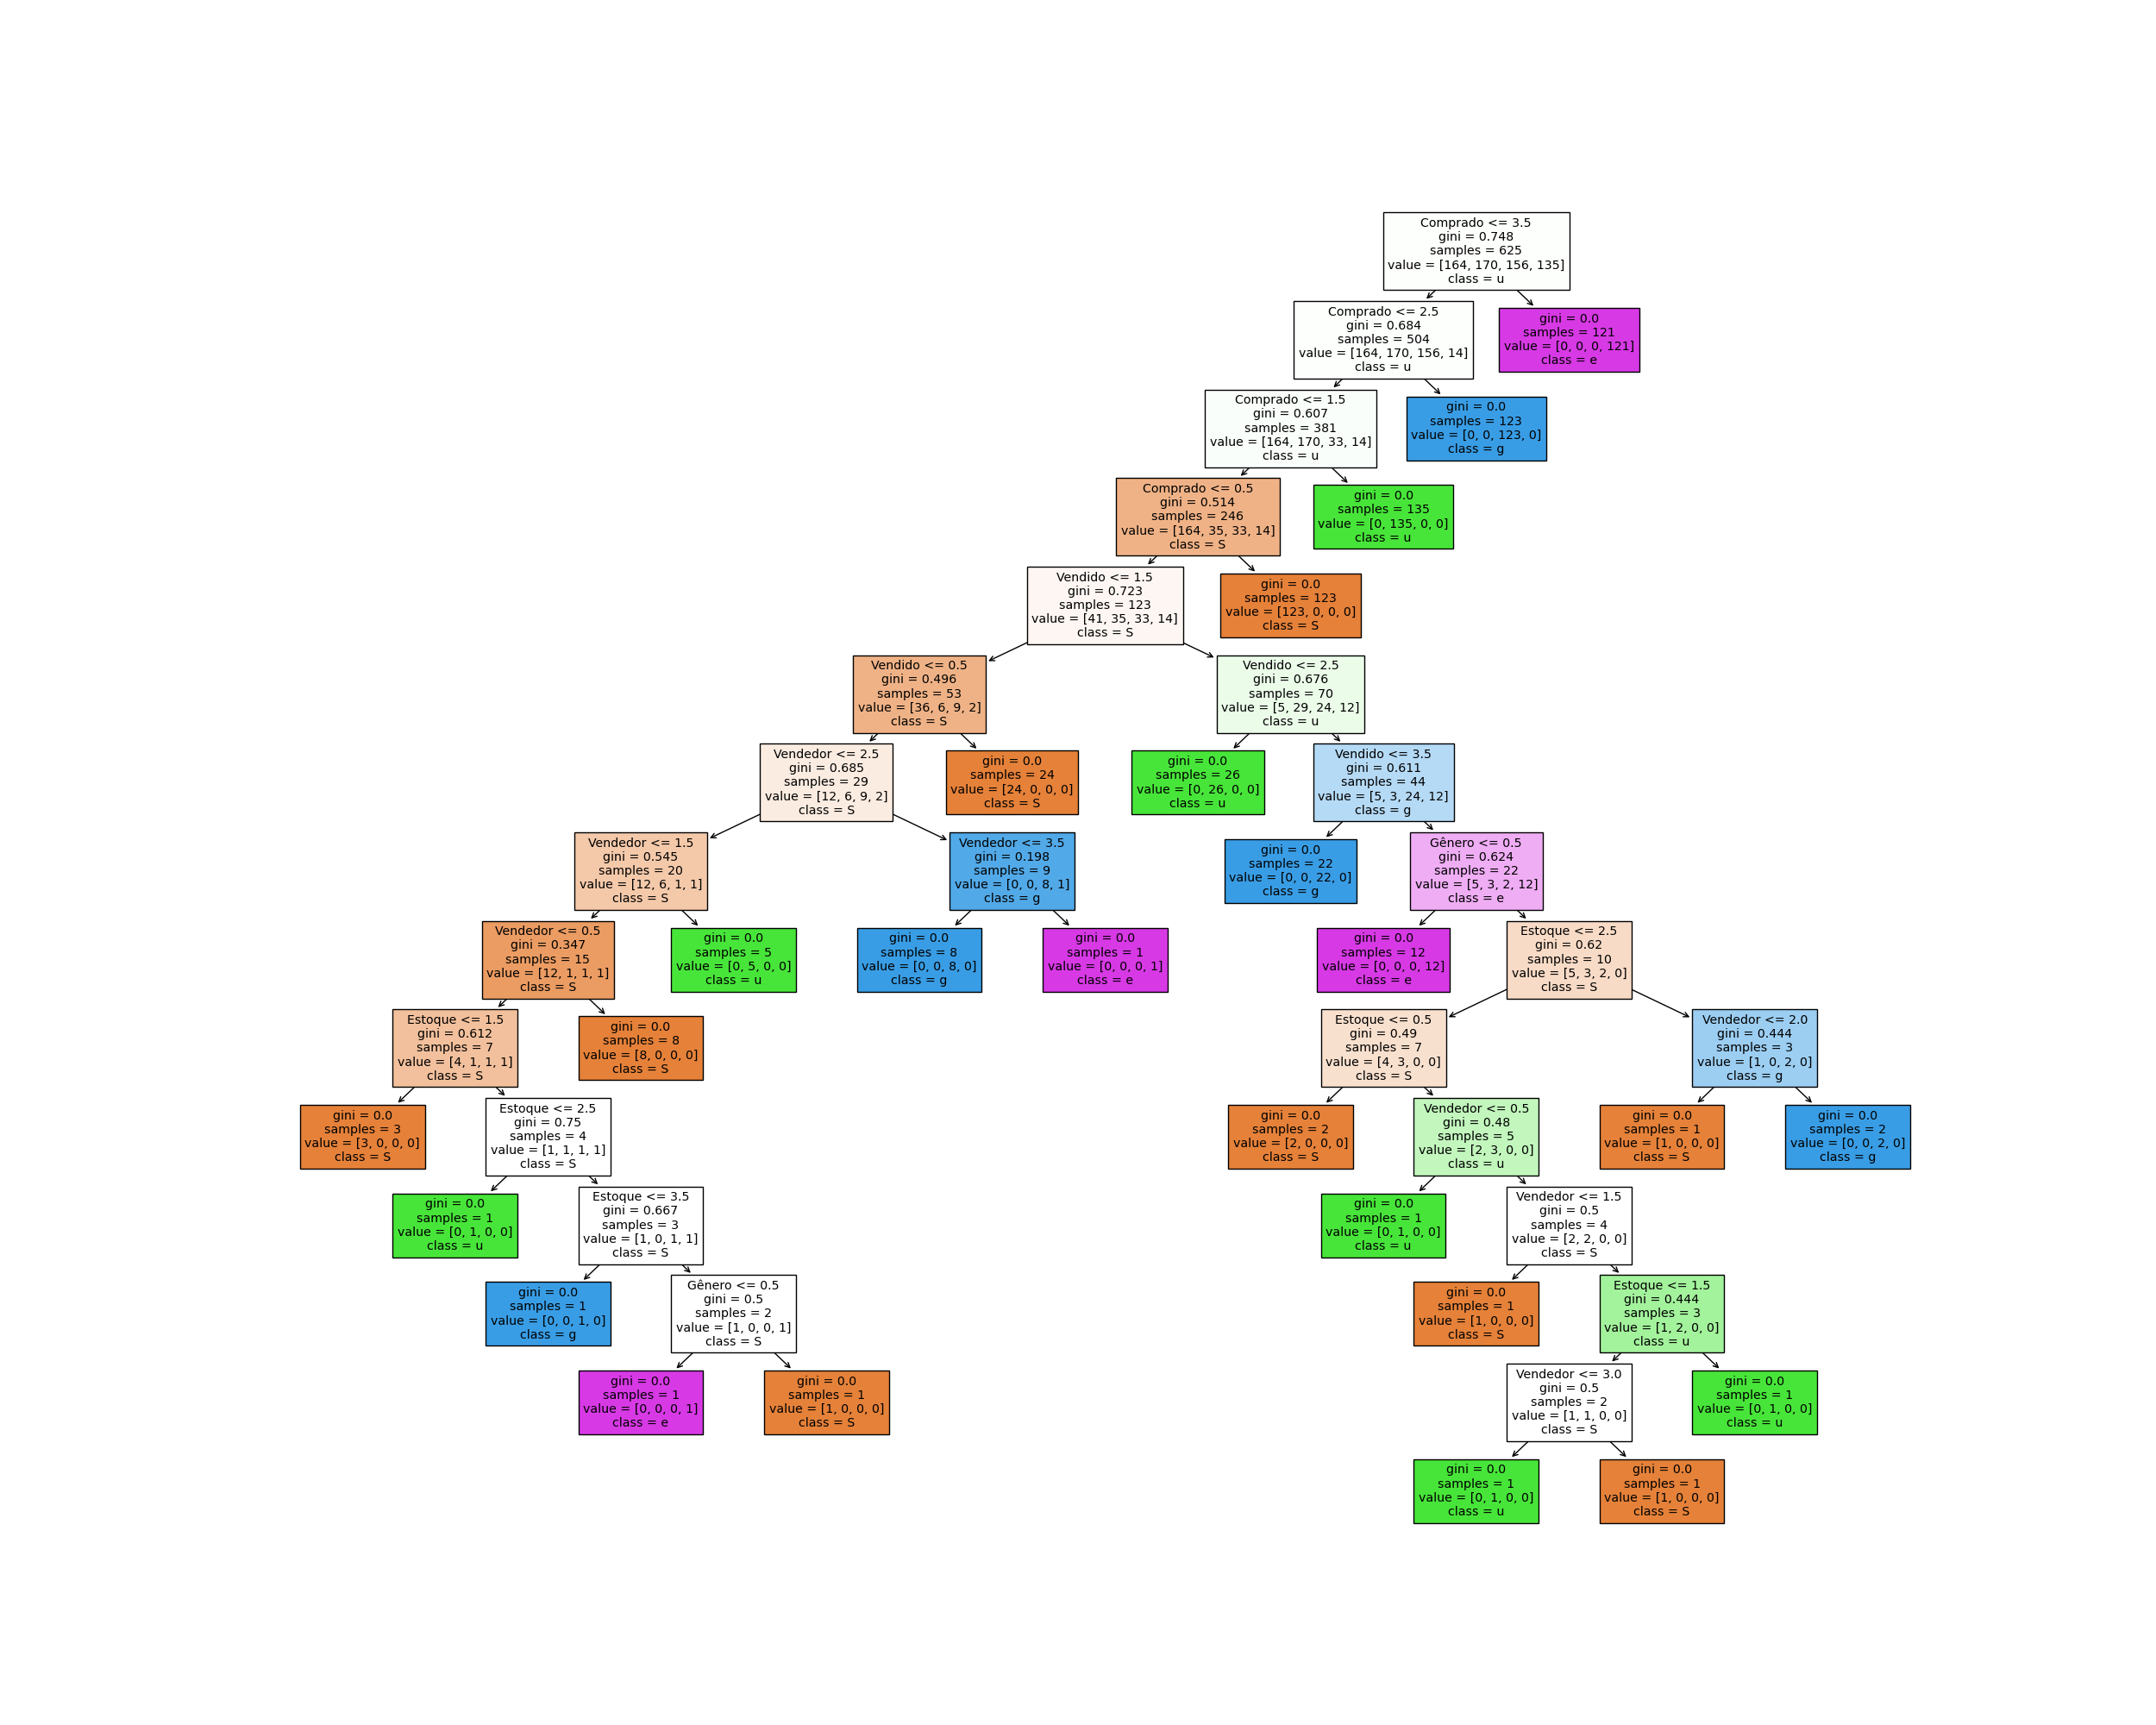 Comprado <= 3.5
gini = 0.748
samples = 625
value = [164, 170, 156, 135]
class = u
Comprado <= 2.5
gini = 0.684
samples = 504
value = [164, 170, 156, 14]
class = u
gini = 0.0
samples = 121
value = [0, 0, 0, 121]
class = e
Comprado <= 1.5
gini = 0.607
samples = 381
value = [164, 170, 33, 14]
class = u
gini = 0.0
samples = 123
value = [0, 0, 123, 0]
class = g
Comprado <= 0.5
gini = 0.514
samples = 246
value = [164, 35, 33, 14]
class = S
gini = 0.0
samples = 135
value = [0, 135, 0, 0]
class = u
Vendido <= 1.5
gini = 0.723
samples = 123
value = [41, 35, 33, 14]
class = S
gini = 0.0
samples = 123
value = [123, 0, 0, 0]
class = S
Vendido <= 0.5
gini = 0.496
samples = 53
value = [36, 6, 9, 2]
class = S
Vendido <= 2.5
gini = 0.676
samples = 70
value = [5, 29, 24, 12]
class = u
Vendedor <= 2.5
gini = 0.685
samples = 29
value = [12, 6, 9, 2]
class = S
gini = 0.0
samples = 24
value = [24, 0, 0, 0]
class = S
gini = 0.0
samples = 26
value = [0, 26, 0, 0]
class = u
Vendido <= 3.5
gini = 0.611
samples = 44
value = [5, 3, 24, 12]
class = g
Vendedor <= 1.5
gini = 0.545
samples = 20
value = [12, 6, 1, 1]
class = S
Vendedor <= 3.5
gini = 0.198
samples = 9
value = [0, 0, 8, 1]
class = g
gini = 0.0
samples = 22
value = [0, 0, 22, 0]
class = g
Gênero <= 0.5
gini = 0.624
samples = 22
value = [5, 3, 2, 12]
class = e
Vendedor <= 0.5
gini = 0.347
samples = 15
value = [12, 1, 1, 1]
class = S
gini = 0.0
samples = 5
value = [0, 5, 0, 0]
class = u
gini = 0.0
samples = 8
value = [0, 0, 8, 0]
class = g
gini = 0.0
samples = 1
value = [0, 0, 0, 1]
class = e
gini = 0.0
samples = 12
value = [0, 0, 0, 12]
class = e
Estoque <= 2.5
gini = 0.62
samples = 10
value = [5, 3, 2, 0]
class = S
Estoque <= 1.5
gini = 0.612
samples = 7
value = [4, 1, 1, 1]
class = S
gini = 0.0
samples = 8
value = [8, 0, 0, 0]
class = S
Estoque <= 0.5
gini = 0.49
samples = 7
value = [4, 3, 0, 0]
class = S
Vendedor <= 2.0
gini = 0.444
samples = 3
value = [1, 0, 2, 0]
class = g
gini = 0.0
samples = 3
value = [3, 0, 0, 0]
class = S
Estoque <= 2.5
gini = 0.75
samples = 4
value = [1, 1, 1, 1]
class = S
gini = 0.0
samples = 2
value = [2, 0, 0, 0]
class = S
Vendedor <= 0.5
gini = 0.48
samples = 5
value = [2, 3, 0, 0]
class = u
gini = 0.0
samples = 1
value = [1, 0, 0, 0]
class = S
gini = 0.0
samples = 2
value = [0, 0, 2, 0]
class = g
gini = 0.0
samples = 1
value = [0, 1, 0, 0]
class = u
Estoque <= 3.5
gini = 0.667
samples = 3
value = [1, 0, 1, 1]
class = S
gini = 0.0
samples = 1
value = [0, 1, 0, 0]
class = u
Vendedor <= 1.5
gini = 0.5
samples = 4
value = [2, 2, 0, 0]
class = S
gini = 0.0
samples = 1
value = [0, 0, 1, 0]
class = g
Gênero <= 0.5
gini = 0.5
samples = 2
value = [1, 0, 0, 1]
class = S
gini = 0.0
samples = 1
value = [1, 0, 0, 0]
class = S
Estoque <= 1.5
gini = 0.444
samples = 3
value = [1, 2, 0, 0]
class = u
gini = 0.0
samples = 1
value = [0, 0, 0, 1]
class = e
gini = 0.0
samples = 1
value = [1, 0, 0, 0]
class = S
Vendedor <= 3.0
gini = 0.5
samples = 2
value = [1, 1, 0, 0]
class = S
gini = 0.0
samples = 1
value = [0, 1, 0, 0]
class = u
gini = 0.0
samples = 1
value = [0, 1, 0, 0]
class = u
gini = 0.0
samples = 1
value = [1, 0, 0, 0]
class = S